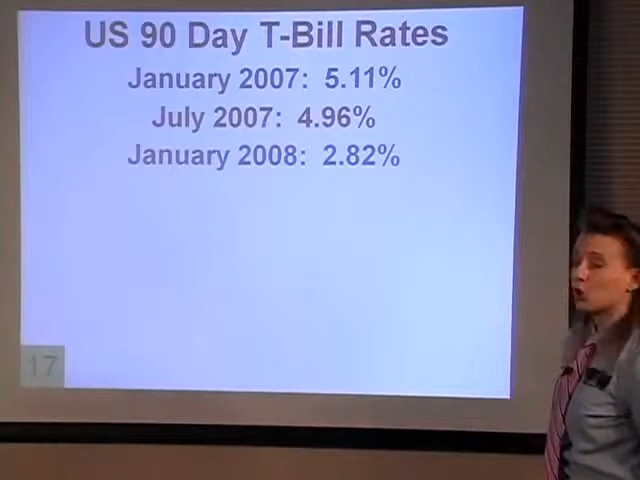 US 90 Day T-Bill Rates
January 2007: 5.11%
July 2007: 4.96%
January 2008: 2.82%
17